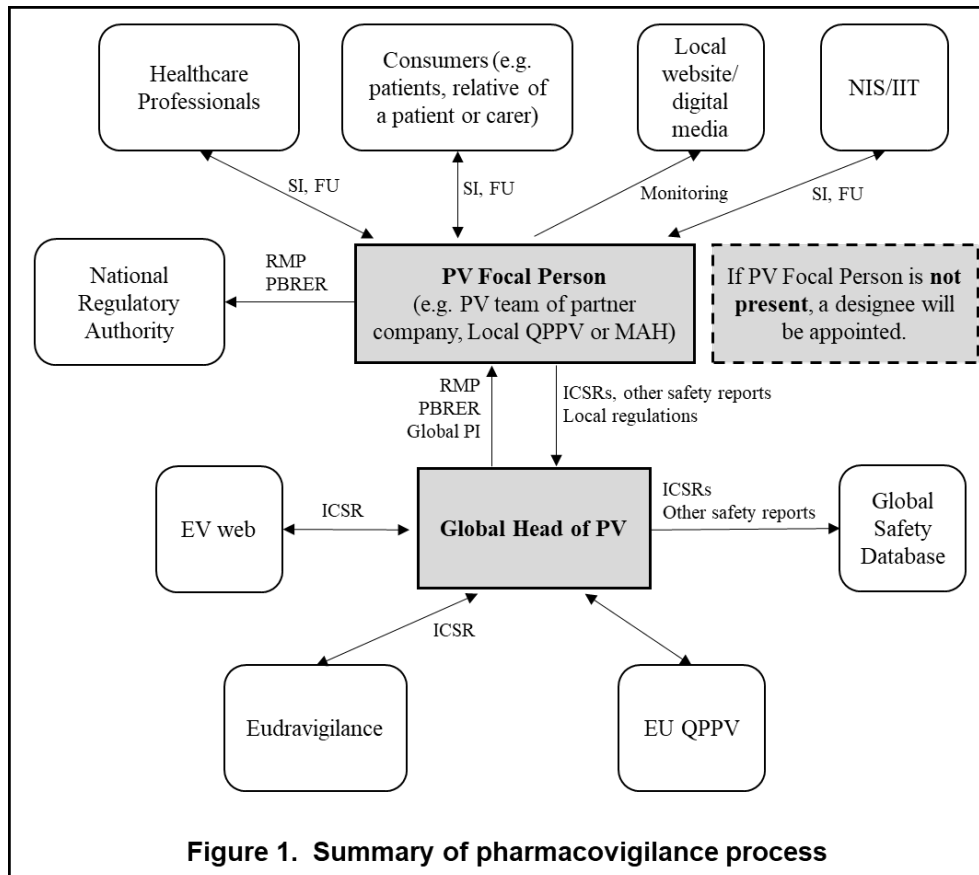 Healthcare
Professionals
Consumers (e.g.
patients, relative of
a patient or carer)
Local
website/
digital
media
NIS/IIT
SI, FU
SI, FU
Monitoring
SI, FU
National
Regulatory
Authority
RMP
PBRER
PV Focal Person
(e.g. PV team of partner
company, Local QPPV or MAH)
If PV Focal Person is not
present, a designee will
be appointed.
RMP
PBRER
Global PI
ICSRs, other safety reports
Local regulations
EV web
ICSR
Global Head of PV
ICSRs
Other safety reports
Global
Safety
Database
ICSR
Eudravigilance
EU QPPV
Figure 1. Summary of pharmacovigilance process